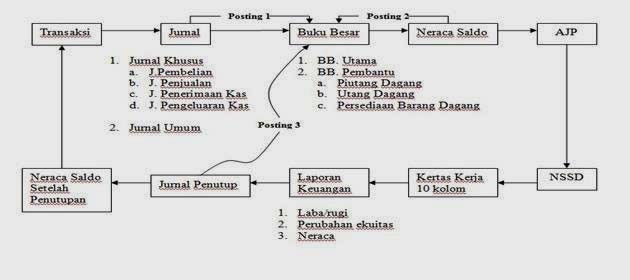 Posting 1
Posting 2
Transaksi
Jurnal
Buku Besar
Neraca Saldo
AJP
1. Jurnal Khusus
a. J.Pembelian
b. J. Penjualan
c. J. Penerimaan Kas
d. J. Pengeluaran Kas
2. Jurnal Umum
1. BB. Utama
2. BB. Pembantu
a. Piutang Dagang
b. Utang Dagang
c. Persediaan Barang Dagang
Posting 3
Neraca Saldo
Setelah
Penutupan
Jurnal Penutup
Laporan
Keuangan
Kertas Kerja
10 kolom
NSSD
1. Laba/rugi
2. Perubahan ekuitas
3. Neraca